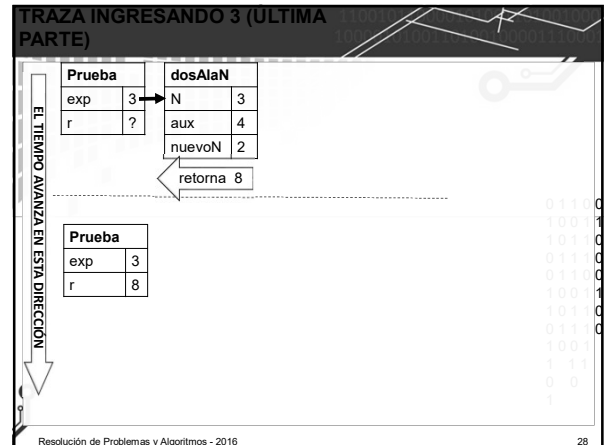 TRAZA INGRESANDO 3 (ÚLTIMA
PARTE)
EL TIEMPO AVANZA EN ESTA DIRECCIÓN
Prueba
exp 3
r ?
dosAlaN
N 3
aux 4
nuevoN 2
retorna 8
Prueba
exp 3
r 8
Resolución de Problemas y Algoritmos - 2016
28